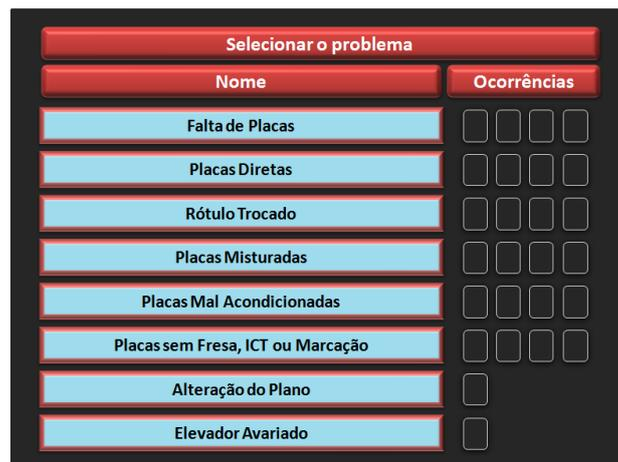 Selecionar o problema
Nome Ocorrências
Falta de Placas
Placas Diretas
Rótulo Trocado
Placas Misturadas
Placas Mal Acondicionadas
Placas sem Fresa, ICT ou Marcação
Alteração do Plano
Elevador Avariado